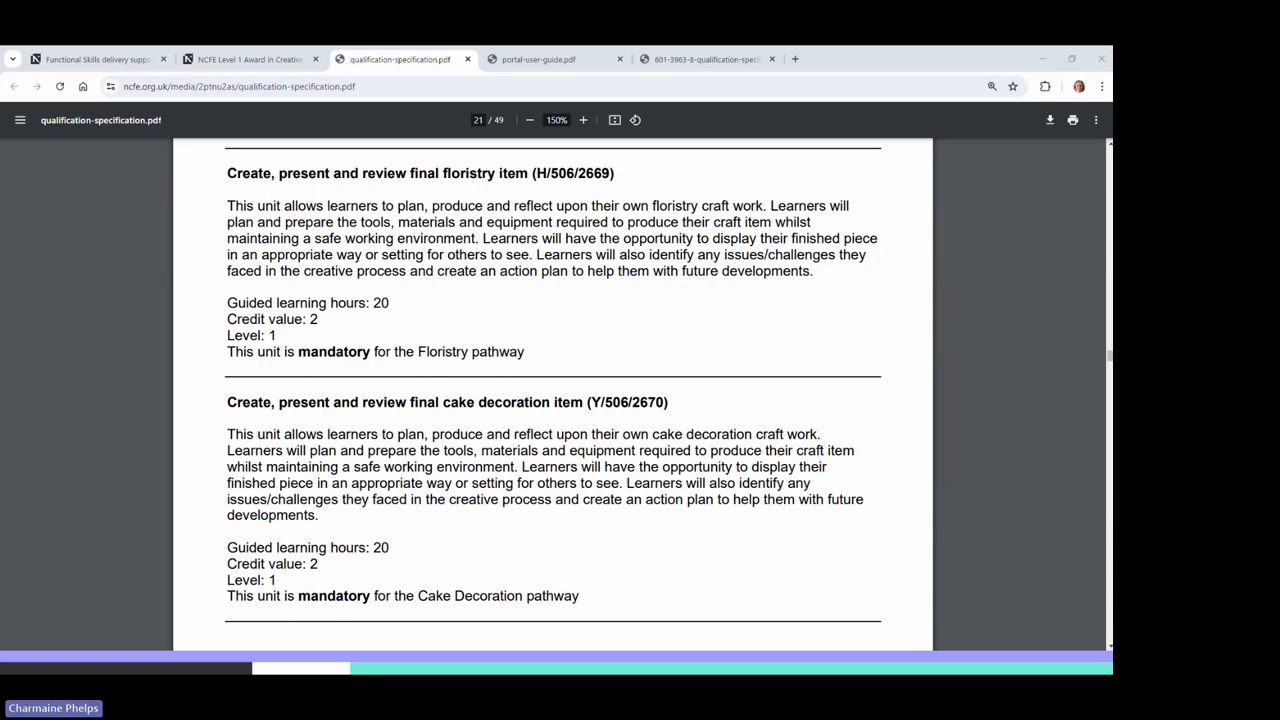 Functional Skills delivery suppo
NCFE Level 1 Award in Creative
qualification-specification.pdf
portal-user-guide.pdf
601-3963-8-qualification-specif
ncfe.org.uk/media/2ptnu2as/qualification-specification.pdf
qualification-specification.pdf
21 / 49
150%
Create, present and review final floristry item (H/506/2669)
This unit allows learners to plan, produce and reflect upon their own floristry craft work. Learners will
plan and prepare the tools, materials and equipment required to produce their craft item whilst
maintaining a safe working environment. Learners will have the opportunity to display their finished piece
in an appropriate way or setting for others to see. Learners will also identify any issues/challenges they
faced in the creative process and create an action plan to help them with future developments.
Guided learning hours: 20
Credit value: 2
Level: 1
This unit is mandatory for the Floristry pathway
Create, present and review final cake decoration item (Y/506/2670)
This unit allows learners to plan, produce and reflect upon their own cake decoration craft work.
Learners will plan and prepare the tools, materials and equipment required to produce their craft item
whilst maintaining a safe working environment. Learners will have the opportunity to display their
finished piece in an appropriate way or setting for others to see. Learners will also identify any
issues/challenges they faced in the creative process and create an action plan to help them with future
developments.
Guided learning hours: 20
Credit value: 2
Level: 1
This unit is mandatory for the Cake Decoration pathway
Charmaine Phelps